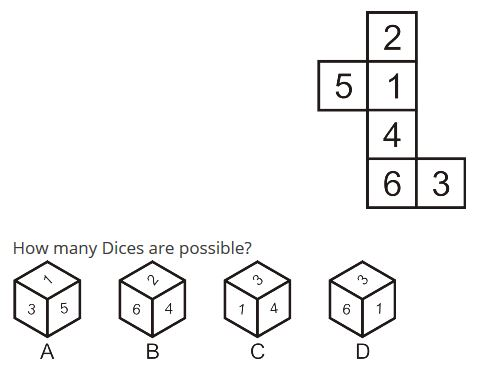 2
5 1
4
6 3
How many Dices are possible?
1 2 3 3
3 5 6 4 1 4 6 1
A B C D